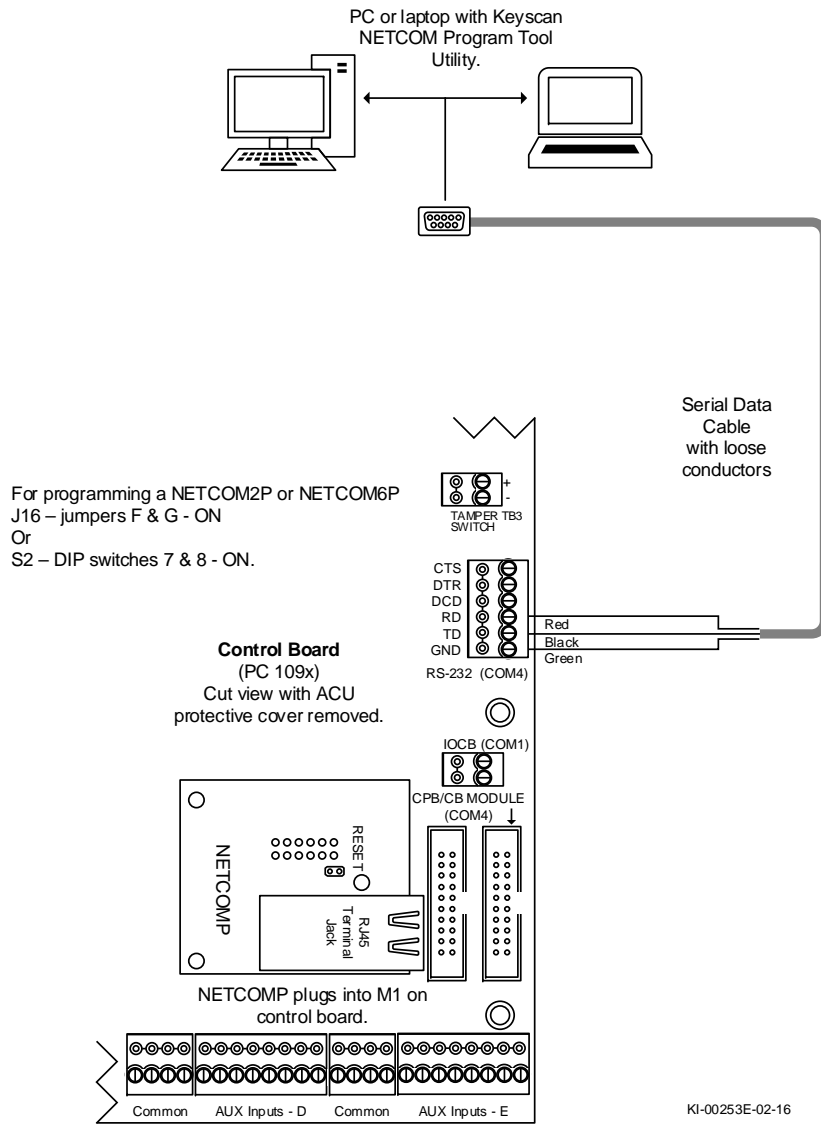 PC or laptop with Keyscan
NETCOM Program Tool
Utility.
Serial Data
Cable
with loose
conductors
For programming a NETCOM2P or NETCOM6P
J16 – jumpers F & G - ON
Or
S2 – DIP switches 7 & 8 - ON.
+
-
TAMPER TB3
SWITCH
CTS
DTR
DCD
RD
TD
GND
Red
Black
Green
RS-232 (COM4)
Control Board
(PC 109x)
Cut view with ACU
protective cover removed.
IOCB (COM1)
CPB/CB MODULE
(COM4)
NETCOMP
RESET
RJ45
Terminal
Jack
NETCOMP plugs into M1 on
control board.
Common
AUX Inputs - D
Common
AUX Inputs - E
KI-00253E-02-16